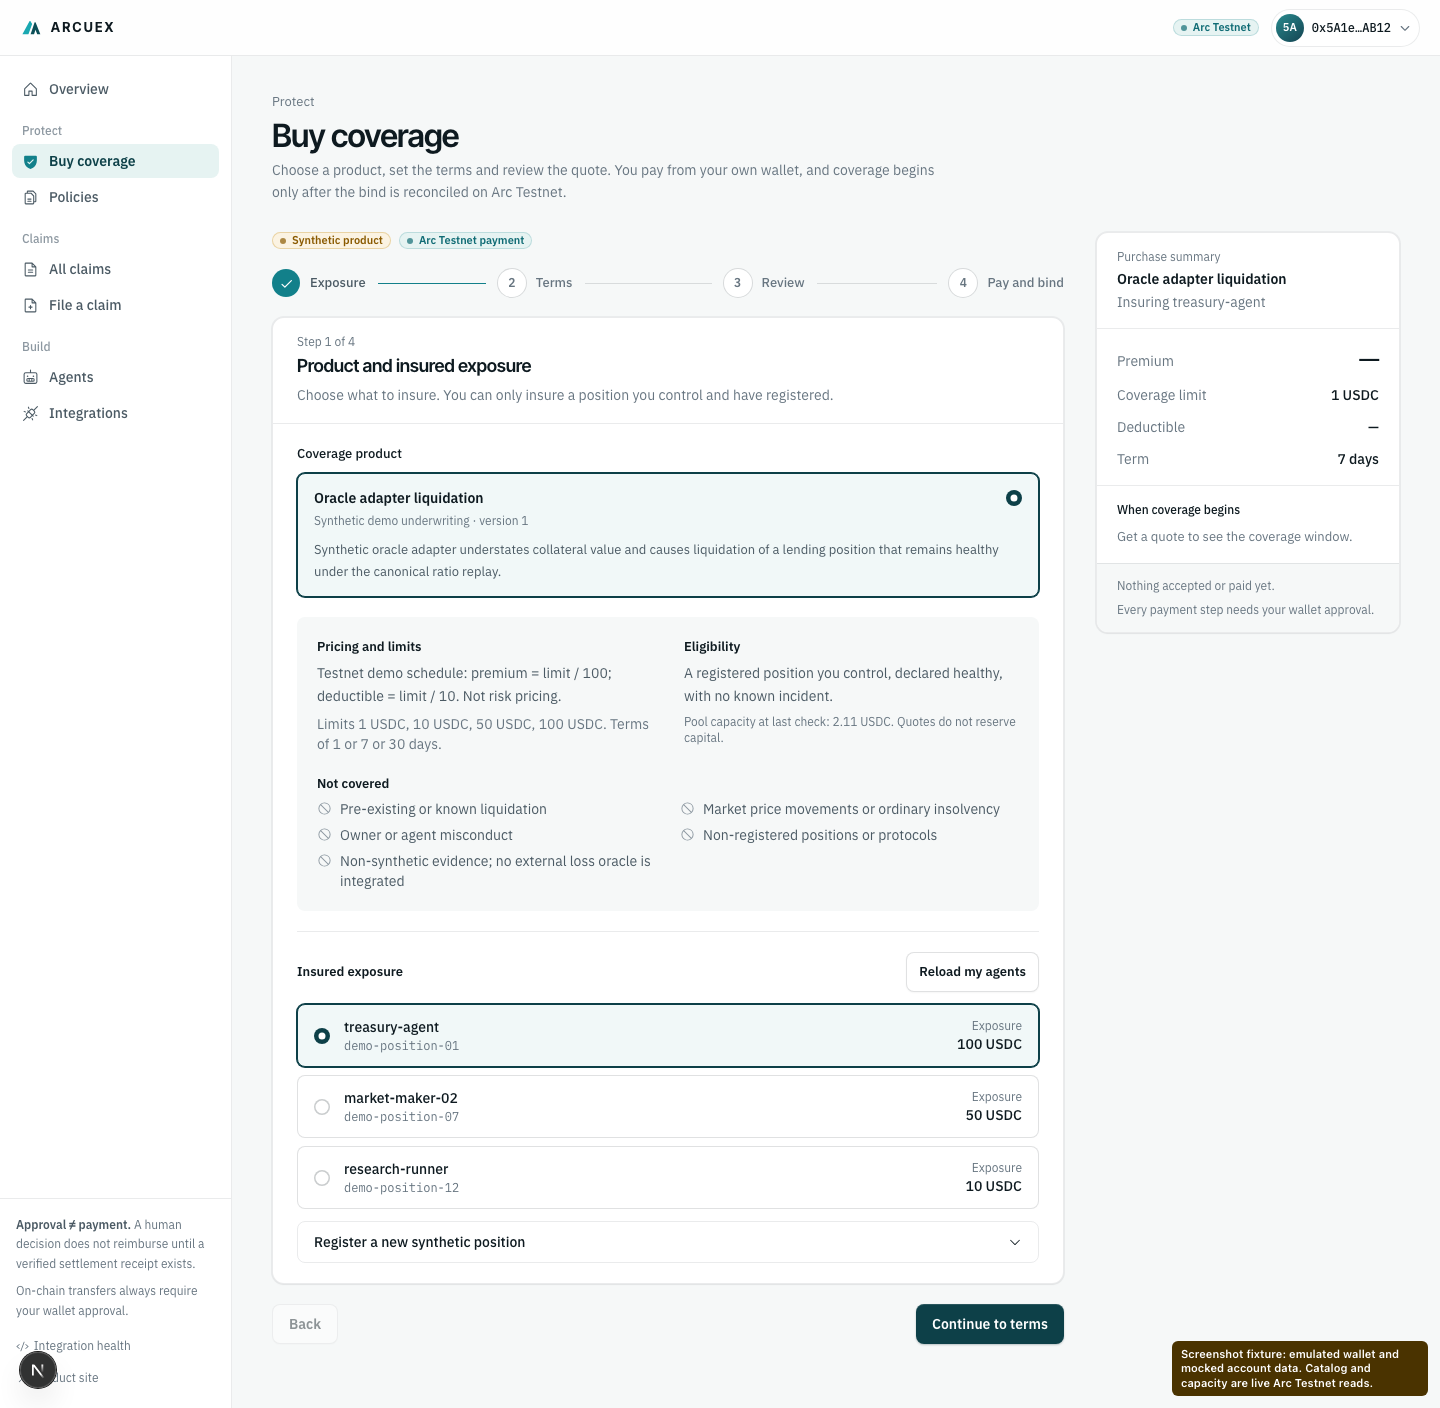 ARCUEX
Arc Testnet
5A
0x5A1e…AB12
Overview
Protect
Buy coverage
Policies
Claims
All claims
File a claim
Build
Agents
Integrations
Approval ≠ payment. A human
decision does not reimburse until a
verified settlement receipt exists.
On-chain transfers always require
your wallet approval.
</> Integration health
N
uct site
Protect
Buy coverage
Choose a product, set the terms and review the quote. You pay from your own wallet, and coverage begins
only after the bind is reconciled on Arc Testnet.
Synthetic product
Arc Testnet payment
Exposure
2 Terms
3 Review
4 Pay and bind
Step 1 of 4
Product and insured exposure
Choose what to insure. You can only insure a position you control and have registered.
Coverage product
Oracle adapter liquidation
Synthetic demo underwriting · version 1
Synthetic oracle adapter understates collateral value and causes liquidation of a lending position that remains healthy
under the canonical ratio replay.
Pricing and limits
Testnet demo schedule: premium = limit / 100;
deductible = limit / 10. Not risk pricing.
Limits 1 USDC, 10 USDC, 50 USDC, 100 USDC. Terms
of 1 or 7 or 30 days.
Eligibility
A registered position you control, declared healthy,
with no known incident.
Pool capacity at last check: 2.11 USDC. Quotes do not reserve
capital.
Not covered
Pre-existing or known liquidation
Market price movements or ordinary insolvency
Owner or agent misconduct
Non-registered positions or protocols
Non-synthetic evidence; no external loss oracle is
integrated
Insured exposure
Reload my agents
treasury-agent
demo-position-01
Exposure
100 USDC
market-maker-02
demo-position-07
Exposure
50 USDC
research-runner
demo-position-12
Exposure
10 USDC
Register a new synthetic position
Back
Continue to terms
Purchase summary
Oracle adapter liquidation
Insuring treasury-agent
Premium —
Coverage limit 1 USDC
Deductible –
Term 7 days
When coverage begins
Get a quote to see the coverage window.
Nothing accepted or paid yet.
Every payment step needs your wallet approval.
Screenshot fixture: emulated wallet and
mocked account data. Catalog and
capacity are live Arc Testnet reads.